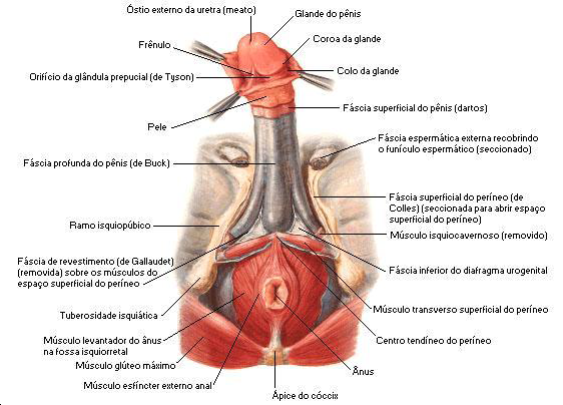 Óstio externo da uretra (meato)
Glande do pênis
Coroa da glande
Frênulo
Colo da glande
Orifício da glândula prepucial (de Tyson)
Fáscia superficial do pênis (dartos)
Pele
Fáscia espermática externa recobrindo
o funículo espermático (seccionado)
Fáscia profunda do pênis (de Buck)
Fáscia superficial do períneo (de
Colles) (seccionada para abrir espaço
superficial do períneo)
Ramo isquiopúbico
Músculo isquiocavernoso (removido)
Fáscia de revestimento (de Gallaudet)
(removida) sobre os músculos do
espaço superficial do períneo
Fáscia inferior do diafragma urogenital
Tuberosidade isquiática
Músculo transverso superficial do períneo
Músculo levantador do ânus
na fossa isquiorretal
Centro tendíneo do períneo
Músculo glúteo máximo
Ânus
Músculo esfíncter externo anal
Ápice do cóccix